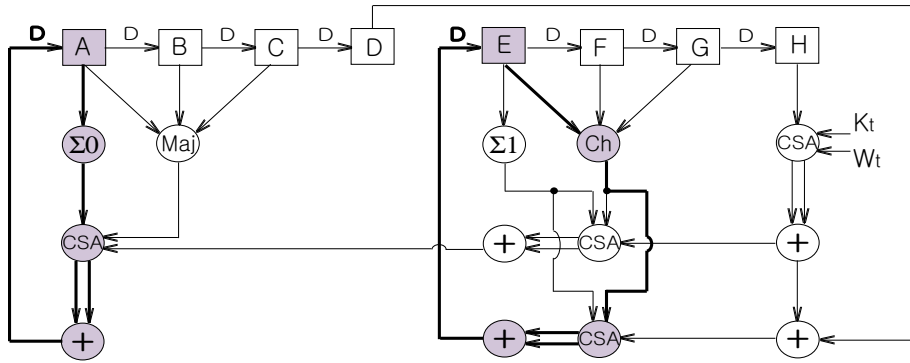 D A D B D C D D D E D F D G D H
Σ0 Maj Σ1 Ch CSA Kt
Wt
CSA + CSA +
+ + CSA +